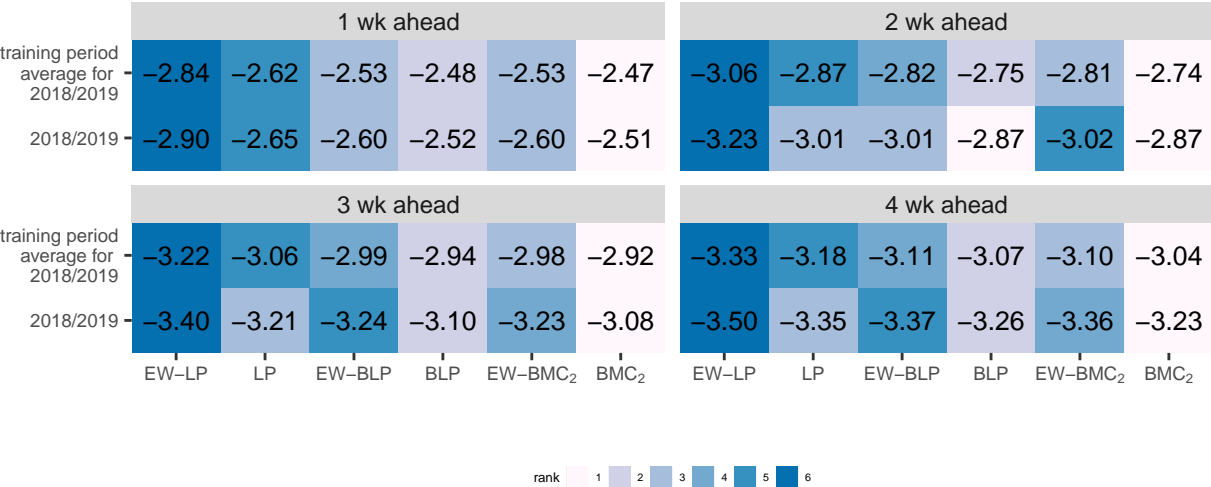 1 wk ahead
2 wk ahead
training period
average for
2018/2019
−2.84 −2.62 −2.53 −2.48 −2.53 −2.47
−3.06 −2.87 −2.82 −2.75 −2.81 −2.74
2018/2019
−2.90 −2.65 −2.60 −2.52 −2.60 −2.51
−3.23 −3.01 −3.01 −2.87 −3.02 −2.87
3 wk ahead
4 wk ahead
training period
average for
2018/2019
−3.22 −3.06 −2.99 −2.94 −2.98 −2.92
−3.33 −3.18 −3.11 −3.07 −3.10 −3.04
2018/2019
−3.40 −3.21 −3.24 −3.10 −3.23 −3.08
−3.50 −3.35 −3.37 −3.26 −3.36 −3.23
EW−LP LP EW−BLP BLP EW−BMC₂ BMC₂
EW−LP LP EW−BLP BLP EW−BMC₂ BMC₂
rank 1 2 3 4 5 6